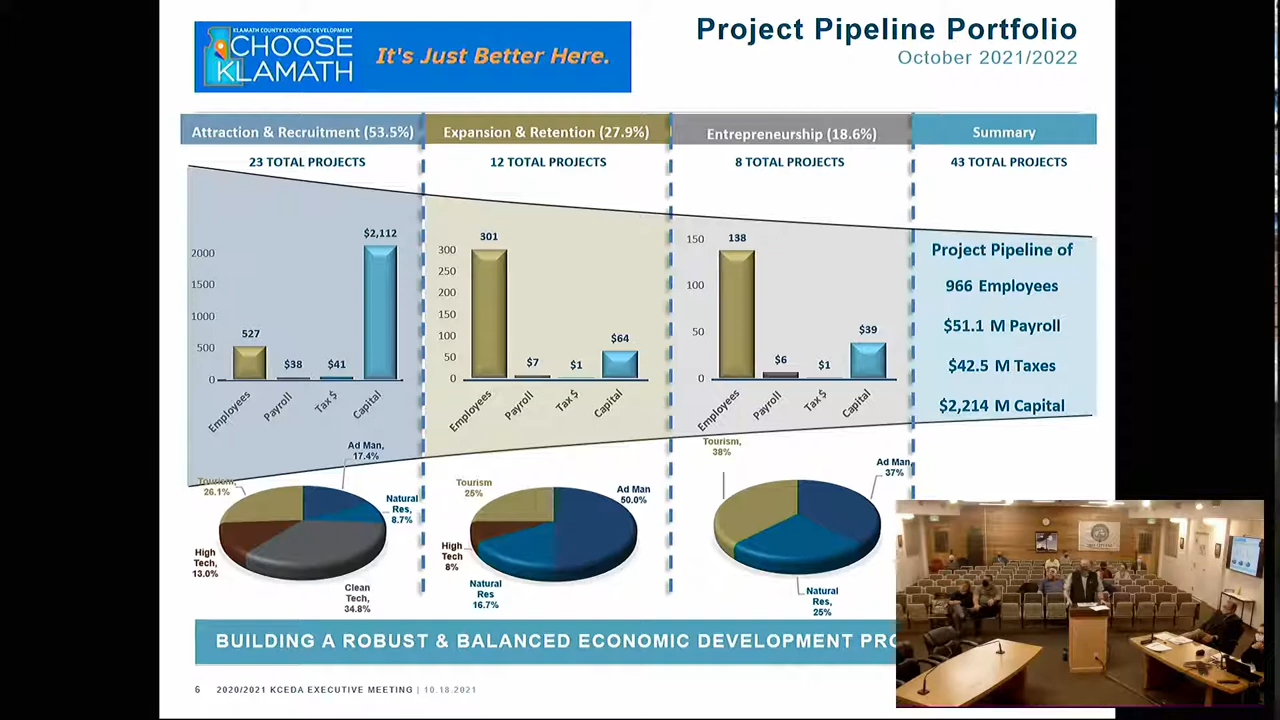 KLAMATH COUNTY ECONOMIC DEVELOPMENT
CHOOSE
KLAMATH
It's Just Better Here.
Project Pipeline Portfolio
October 2021/2022
Attraction & Recruitment (53.5%)
Expansion & Retention (27.9%)
Entrepreneurship (18.6%)
Summary
23 TOTAL PROJECTS
12 TOTAL PROJECTS
8 TOTAL PROJECTS
43 TOTAL PROJECTS
2000
1500
1000
500
0
527
$38
$41
$2,112
Employees
Payroll
Tax $
Capital
300
250
200
150
100
50
0
301
$7
$1
$64
Employees
Payroll
Tax $
Capital
150
100
50
0
138
$6
$1
$39
Employees
Payroll
Tax $
Capital
Project Pipeline of
966 Employees
$51.1 M Payroll
$42.5 M Taxes
$2,214 M Capital
Tourism,
26.1%
Ad Man,
17.4%
Natural
Res,
8.7%
High
Tech,
13.0%
Clean
Tech,
34.8%
Tourism
25%
Ad Man
50.0%
High
Tech
8%
Natural
Res
16.7%
Tourism,
38%
Ad Man,
37%
Natural
Res,
25%
BUILDING A ROBUST & BALANCED ECONOMIC DEVELOPMENT PRO
6 2020/2021 KCEDA EXECUTIVE MEETING | 10.18.2021